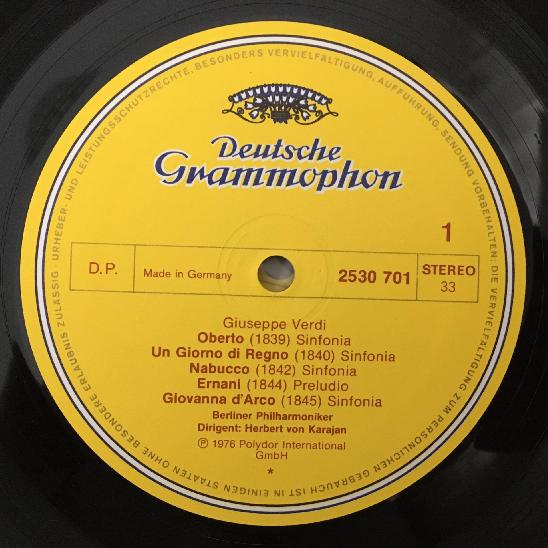 URHEBER- UND LEISTUNGSSCHUTZRECHTE, BESONDERS VERVIELFÄLTIGUNG, AUFFÜHRUNG, SENDUNG VORBEHALTEN; DIE VERVIELFÄLTIGUNG ZUM PERSÖNLICHEN GEBRAUCH IST IN EINIGEN STAATEN OHNE BESONDERE ERLAUBNIS ZULÄSSIG -
Deutsche
Grammophon
1
D.P. Made in Germany 2530 701 STEREO
33
Giuseppe Verdi
Oberto (1839) Sinfonia
Un Giorno di Regno (1840) Sinfonia
Nabucco (1842) Sinfonia
Ernani (1844) Preludio
Giovanna d'Arco (1845) Sinfonia
Berliner Philharmoniker
Dirigent: Herbert von Karajan
℗ 1976 Polydor International
GmbH
*